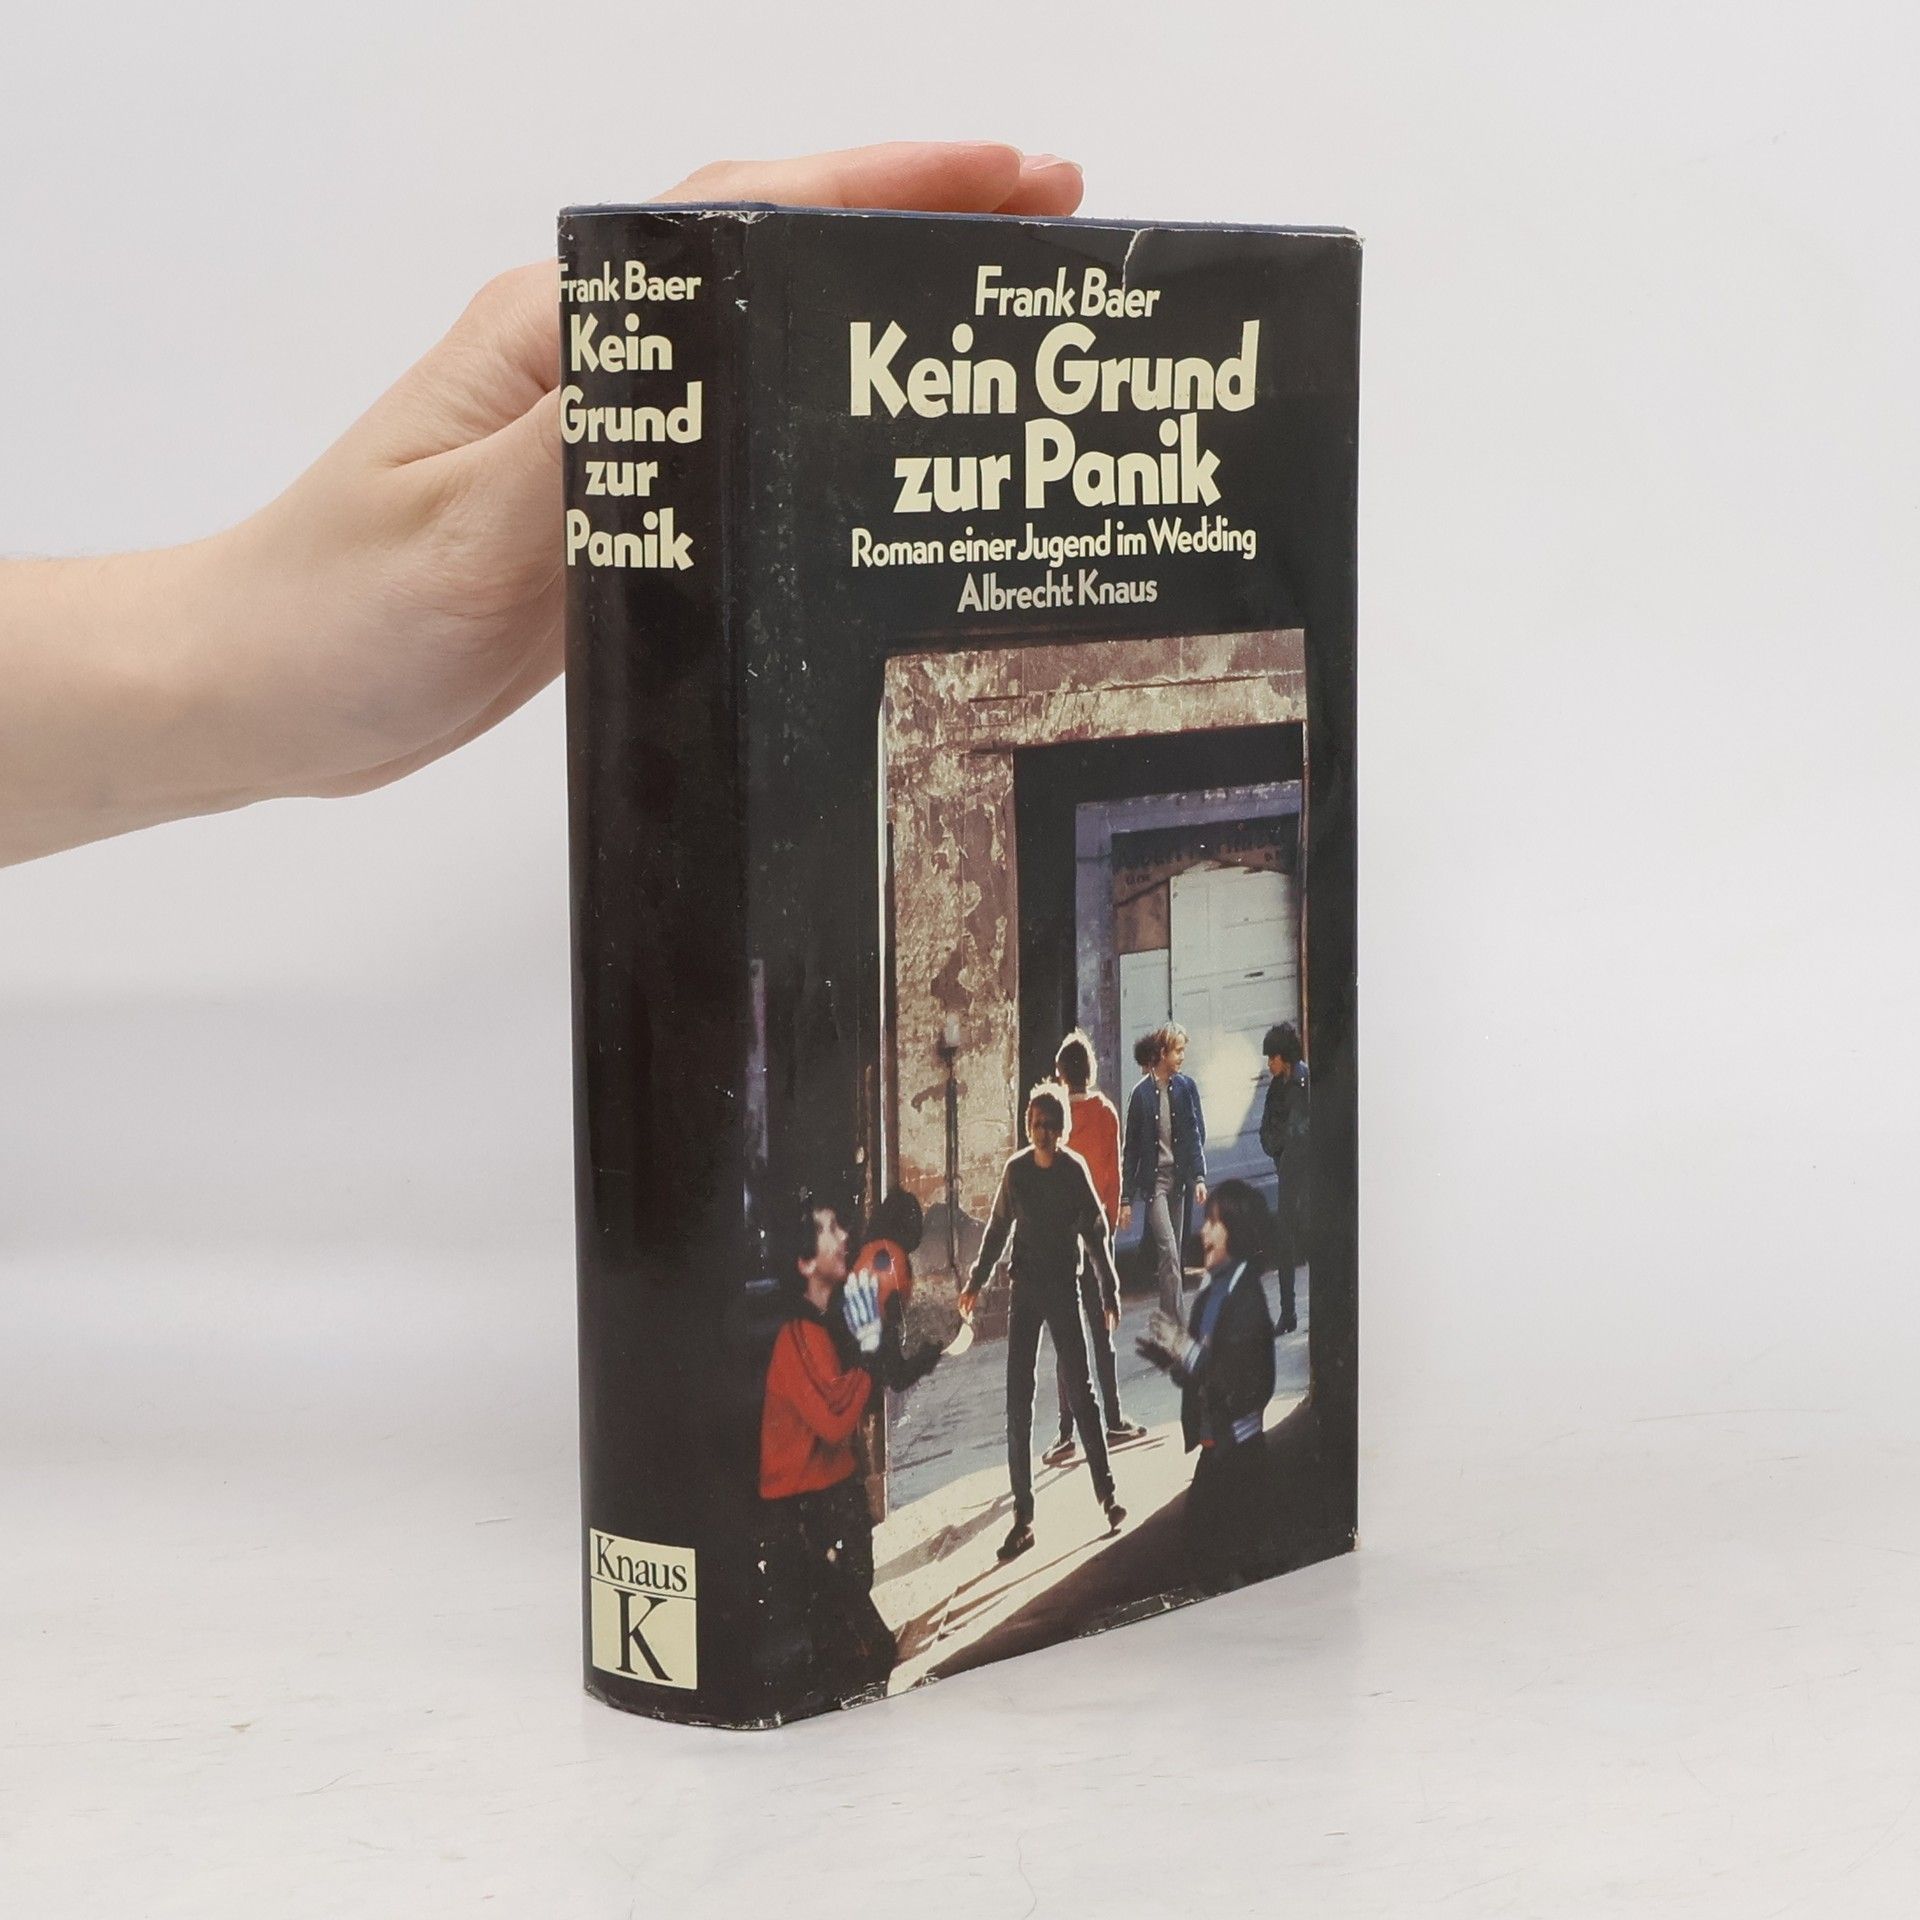 Frank Baer
Kein
Grund
zur
Panik
Knaus
K
Frank Baer
Kein Grund
zur Panik
Roman einer Jugend im Wedding
Albrecht Knaus